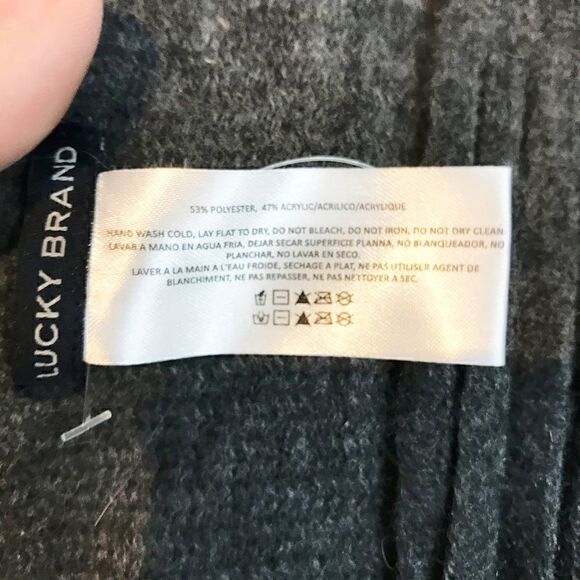 LUCKY BRAND
53% POLYESTER, 47% ACRYLIC/ACRILICO/ACRYLIQUE
HAND WASH COLD, LAY FLAT TO DRY, DO NOT BLEACH, DO NOT IRON, DO NOT DRY CLEAN
LAVAR A MANO EN AGUA FRIA, DEJAR SECAR SUPERFICIE PLANNA, NO BLANQUEADOR, NO
PLANCHAR, NO LAVAR EN SECO.
LAVER A LA MAIN A L'EAU FROIDE, SECHAGE A PLAT, NE PAS UTILISER AGENT DE
BLANCHIMENT, NE PAS REPASSER, NE PAS NETTOYER A SEC.